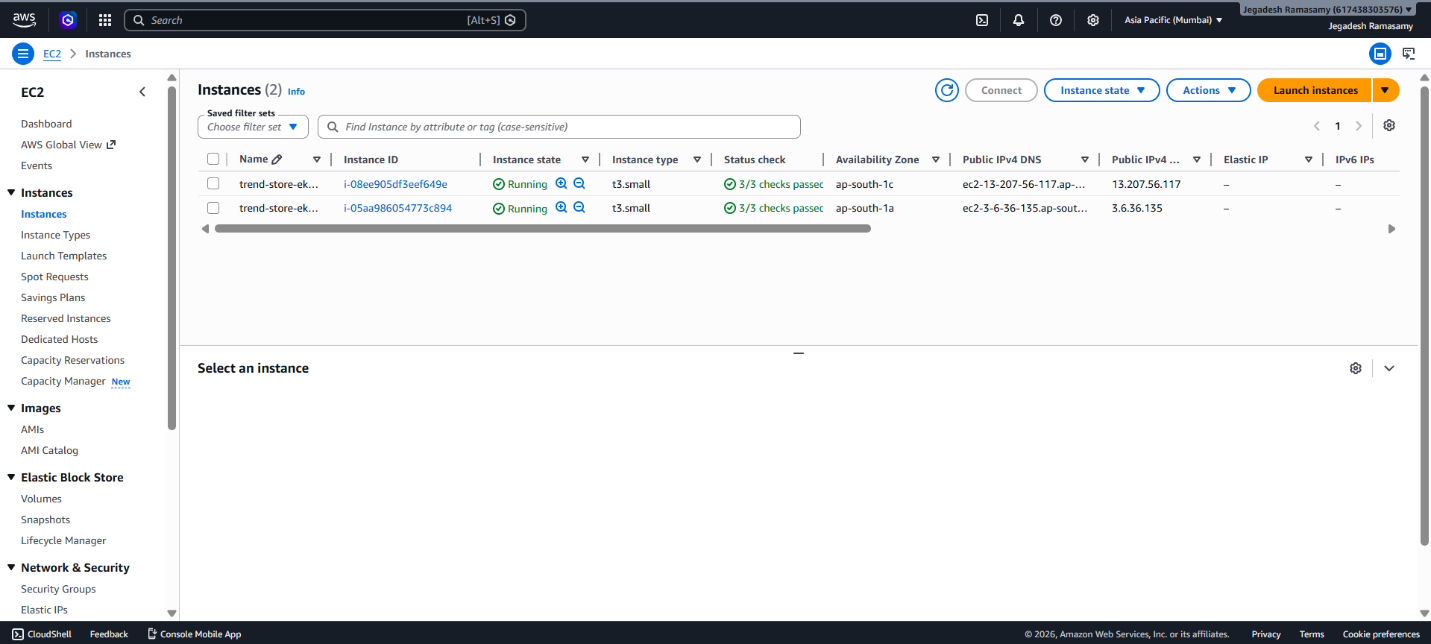 aws
Search [Alt+S]
Asia Pacific (Mumbai)
Jegadesh Ramasamy (617438303576)
Jegadesh Ramasamy
EC2 Instances
EC2
Dashboard
AWS Global View
Events
Instances
Instances
Instance Types
Launch Templates
Spot Requests
Savings Plans
Reserved Instances
Dedicated Hosts
Capacity Reservations
Capacity Manager New
Images
AMIs
AMI Catalog
Elastic Block Store
Volumes
Snapshots
Lifecycle Manager
Network & Security
Security Groups
Elastic IPs
Instances (2) Info
Connect Instance state Actions Launch instances
Saved filter sets
Choose filter set Find Instance by attribute or tag (case-sensitive) 1
Name Instance ID Instance state Instance type Status check Availability Zone Public IPv4 DNS Public IPv4 ... Elastic IP IPv6 IPs
trend-store-ek... i-08ee905df3eef649e Running t3.small 3/3 checks passed ap-south-1c ec2-13-207-56-117.ap-... 13.207.56.117 – –
trend-store-ek... i-05aa986054773c894 Running t3.small 3/3 checks passed ap-south-1a ec2-3-6-36-135.ap-sout... 3.6.36.135 – –
Select an instance
CloudShell Feedback Console Mobile App © 2026, Amazon Web Services, Inc. or its affiliates. Privacy Terms Cookie preferences